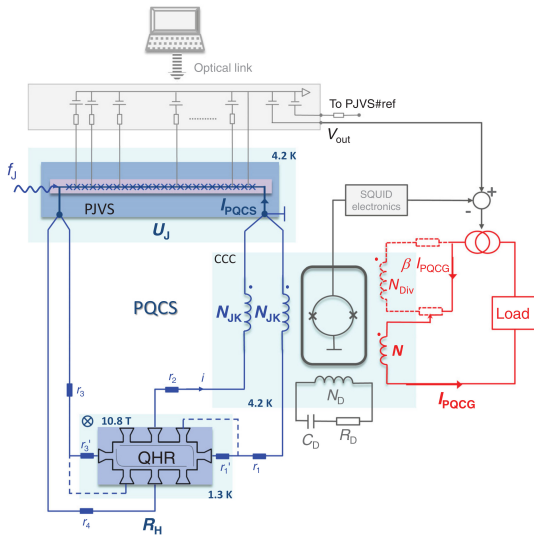 Optical link
To PJVS#ref
V_out
f_J
4.2 K
PJVS
I_PQCS
U_J
SQUID
electronics
+
-
CCC
β I_PQCG
N_Div
PQCS
N_JK
N_JK
N
Load
r_2
i
r_3
4.2 K
N_D
I_PQCG
C_D
R_D
⊗ 10.8 T
r_3'
QHR
r_1'
r_1
1.3 K
r_4
R_H